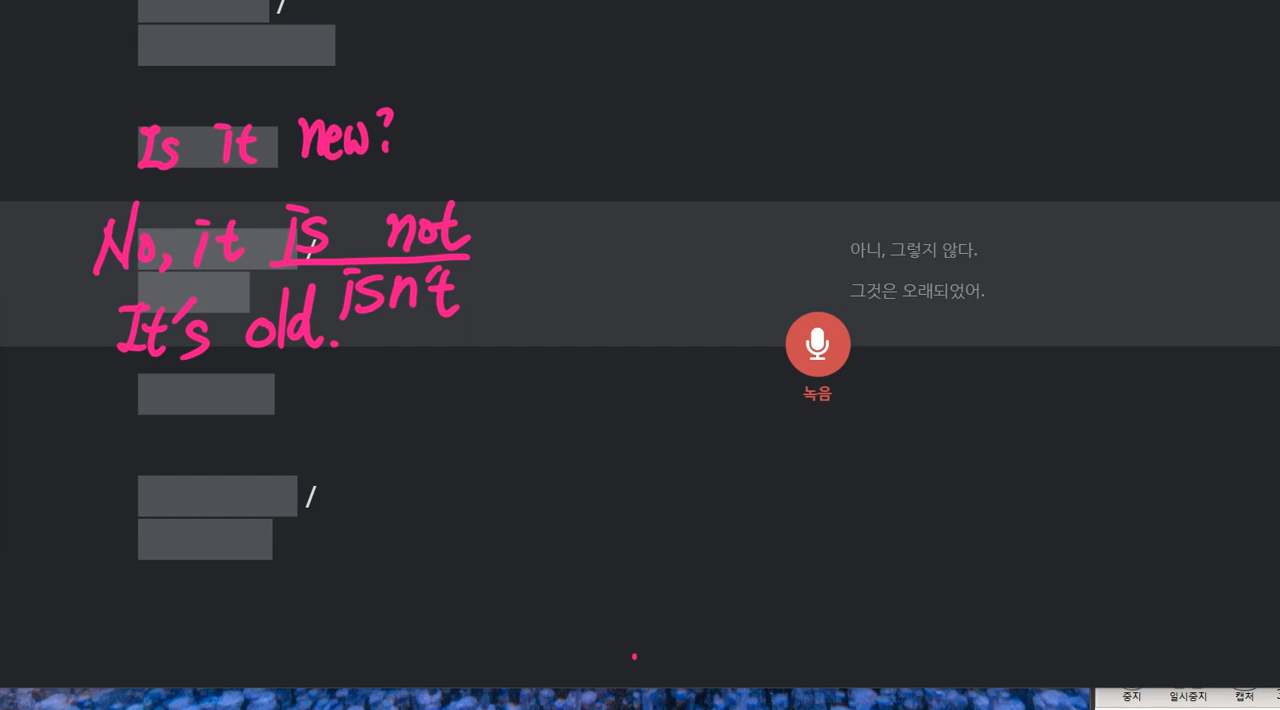 /
Is it new?
No, it is not
/
isn't
It's old.
아니, 그렇지 않다.
그것은 오래되었어.
녹음
/
중지 일시중지 캡처